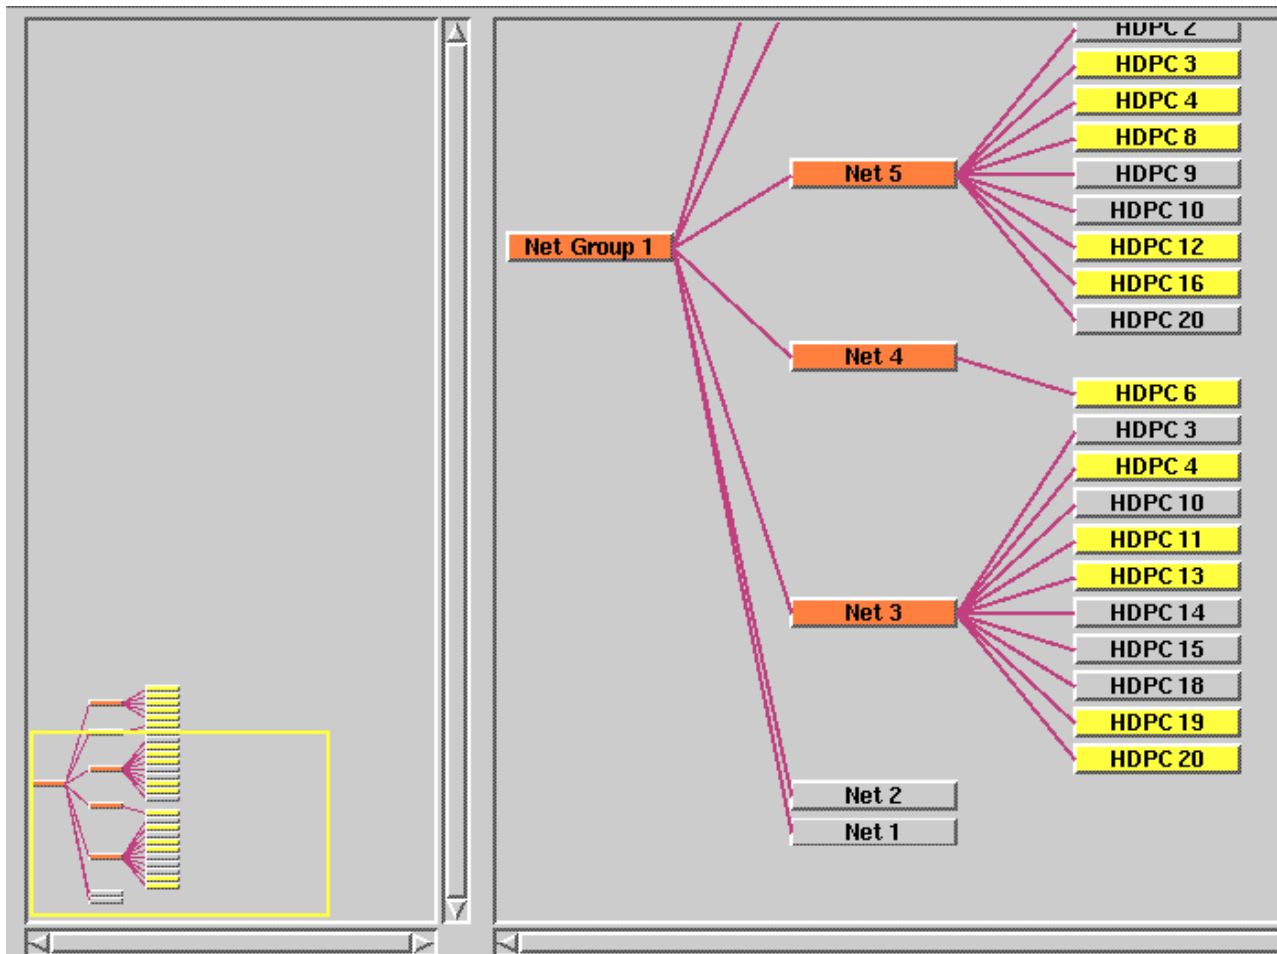 HDPC 2
HDPC 3
HDPC 4
HDPC 8
Net 5
HDPC 9
HDPC 10
Net Group 1
HDPC 12
HDPC 16
HDPC 20
Net 4
HDPC 6
HDPC 3
HDPC 4
HDPC 10
HDPC 11
HDPC 13
Net 3
HDPC 14
HDPC 15
HDPC 18
HDPC 19
HDPC 20
Net 2
Net 1